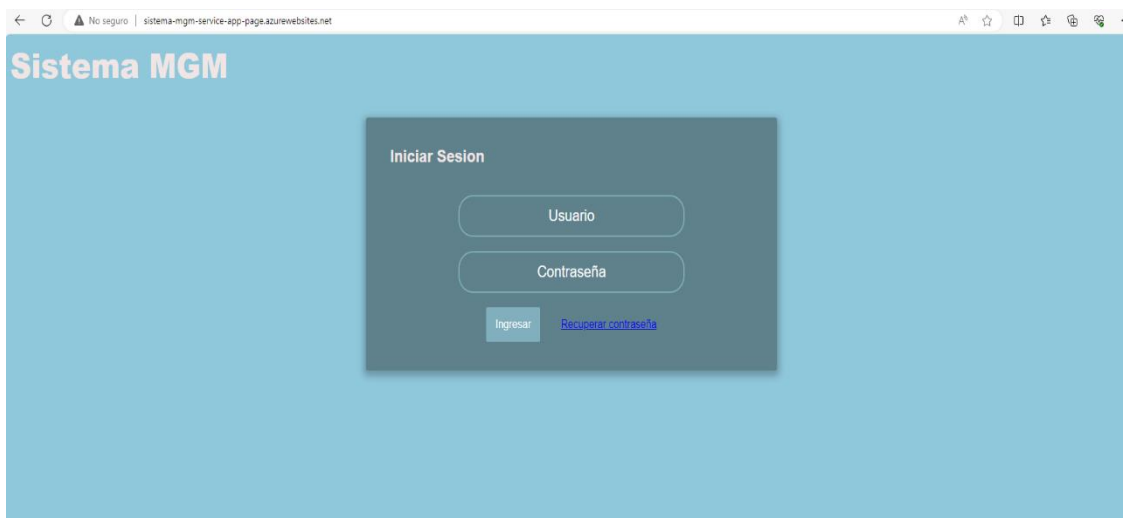 No seguro | sistema-mgm-service-app-page.azurewebsites.net
Sistema MGM
Iniciar Sesion
Usuario
Contraseña
Ingresar Recuperar contraseña